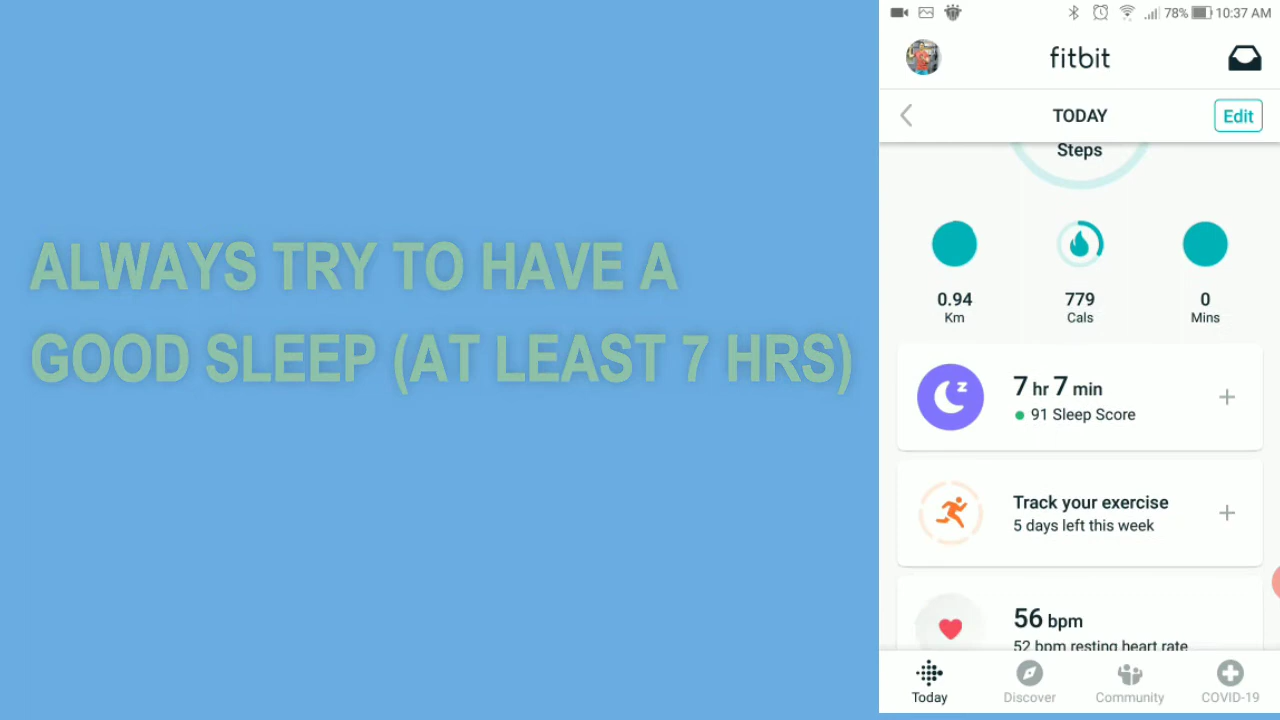 ALWAYS TRY TO HAVE A
GOOD SLEEP (AT LEAST 7 HRS)
78% 10:37 AM
fitbit
TODAY
Edit
Steps
0.94
Km
779
Cals
0
Mins
7 hr 7 min
91 Sleep Score
Track your exercise
5 days left this week
56 bpm
52 bpm resting heart rate
Today
Discover
Community
COVID-19